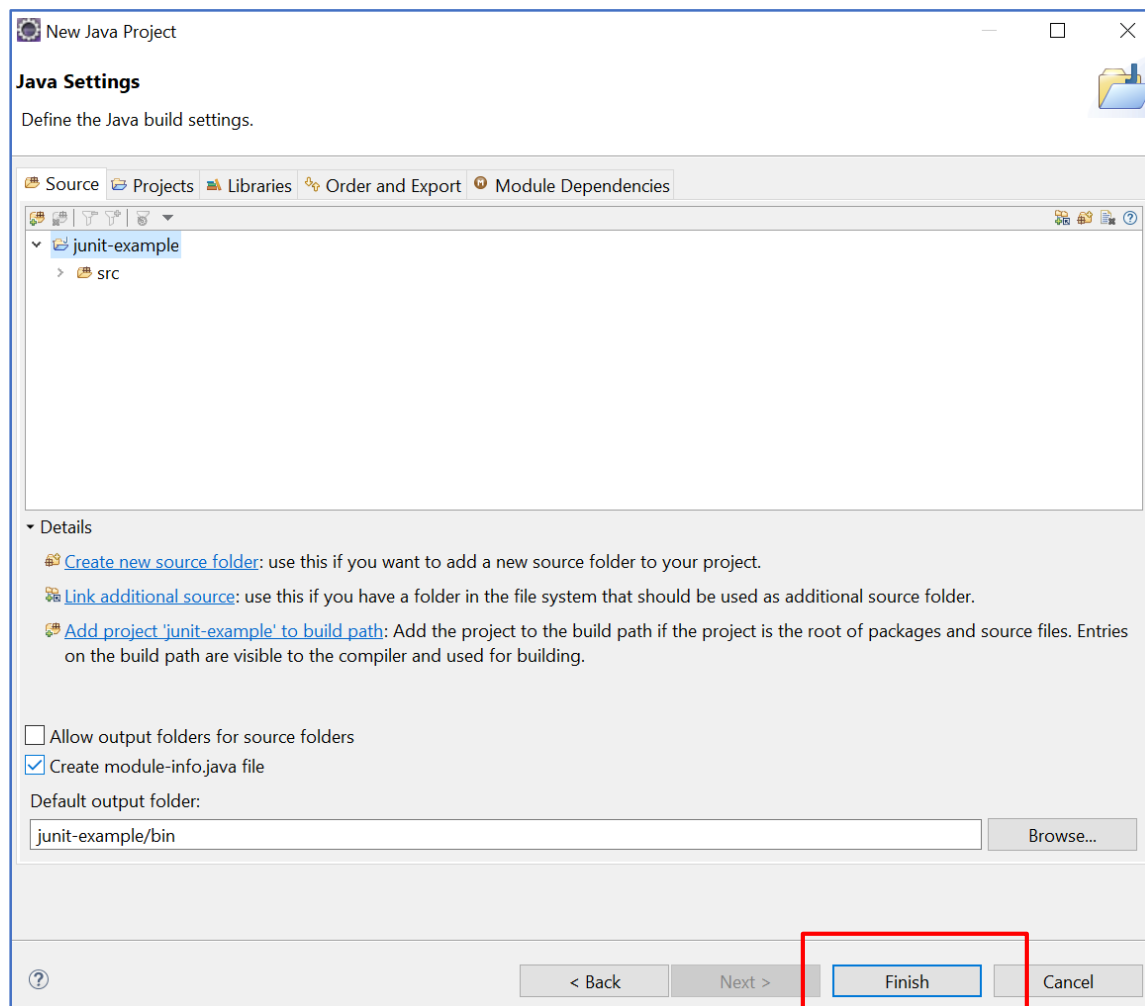 New Java Project
Java Settings
Define the Java build settings.
Source Projects Libraries Order and Export Module Dependencies
junit-example
src
Details
Create new source folder: use this if you want to add a new source folder to your project.
Link additional source: use this if you have a folder in the file system that should be used as additional source folder.
Add project 'junit-example' to build path: Add the project to the build path if the project is the root of packages and source files. Entries
on the build path are visible to the compiler and used for building.
Allow output folders for source folders
Create module-info.java file
Default output folder:
junit-example/bin
Browse...
< Back Next > Finish Cancel